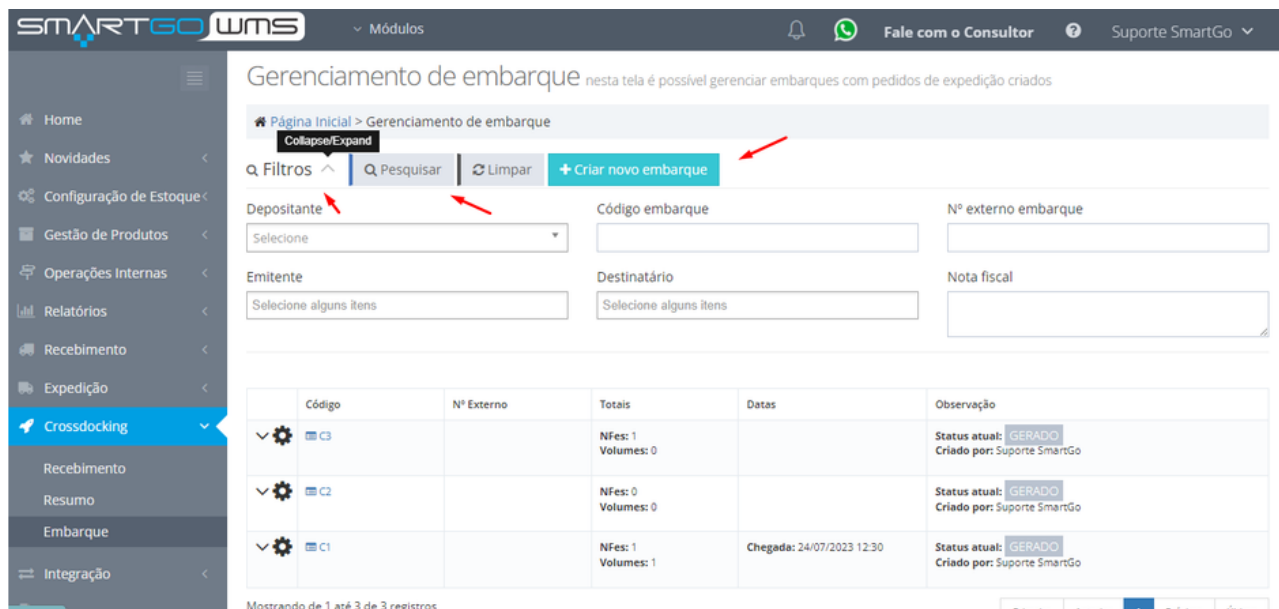 SMARTGO WMS
Módulos
Fale com o Consultor
Suporte SmartGo
Home
Novidades
Configuração de Estoque
Gestão de Produtos
Operações Internas
Relatórios
Recebimento
Expedição
Crossdocking
Recebimento
Resumo
Embarque
Integração
Gerenciamento de embarque nesta tela é possível gerenciar embarques com pedidos de expedição criados
Página Inicial > Gerenciamento de embarque
Collapse/Expand
Filtros Pesquisar Limpar + Criar novo embarque
Depositante Código embarque Nº externo embarque
Selecione
Emitente Destinatário Nota fiscal
Selecione alguns itens Selecione alguns itens
Código Nº Externo Totais Datas Observação
C3 NFes: 1 Status atual: GERADO
Volumes: 0 Criado por: Suporte SmartGo
C2 NFes: 0 Status atual: GERADO
Volumes: 0 Criado por: Suporte SmartGo
C1 NFes: 1 Chegada: 24/07/2023 12:30 Status atual: GERADO
Volumes: 1 Criado por: Suporte SmartGo
Mostrando de 1 até 3 de 3 registros